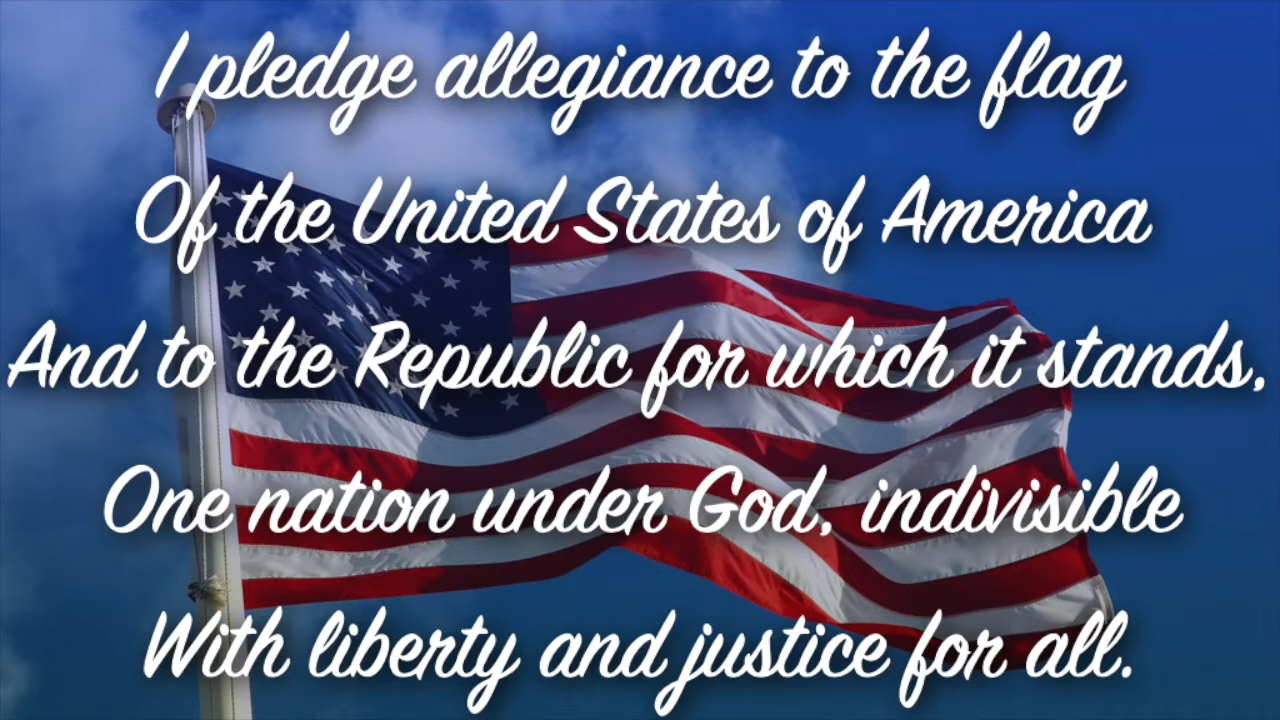 I pledge allegiance to the flag
Of the United States of America
And to the Republic for which it stands,
One nation under God, indivisible
With liberty and justice for all.